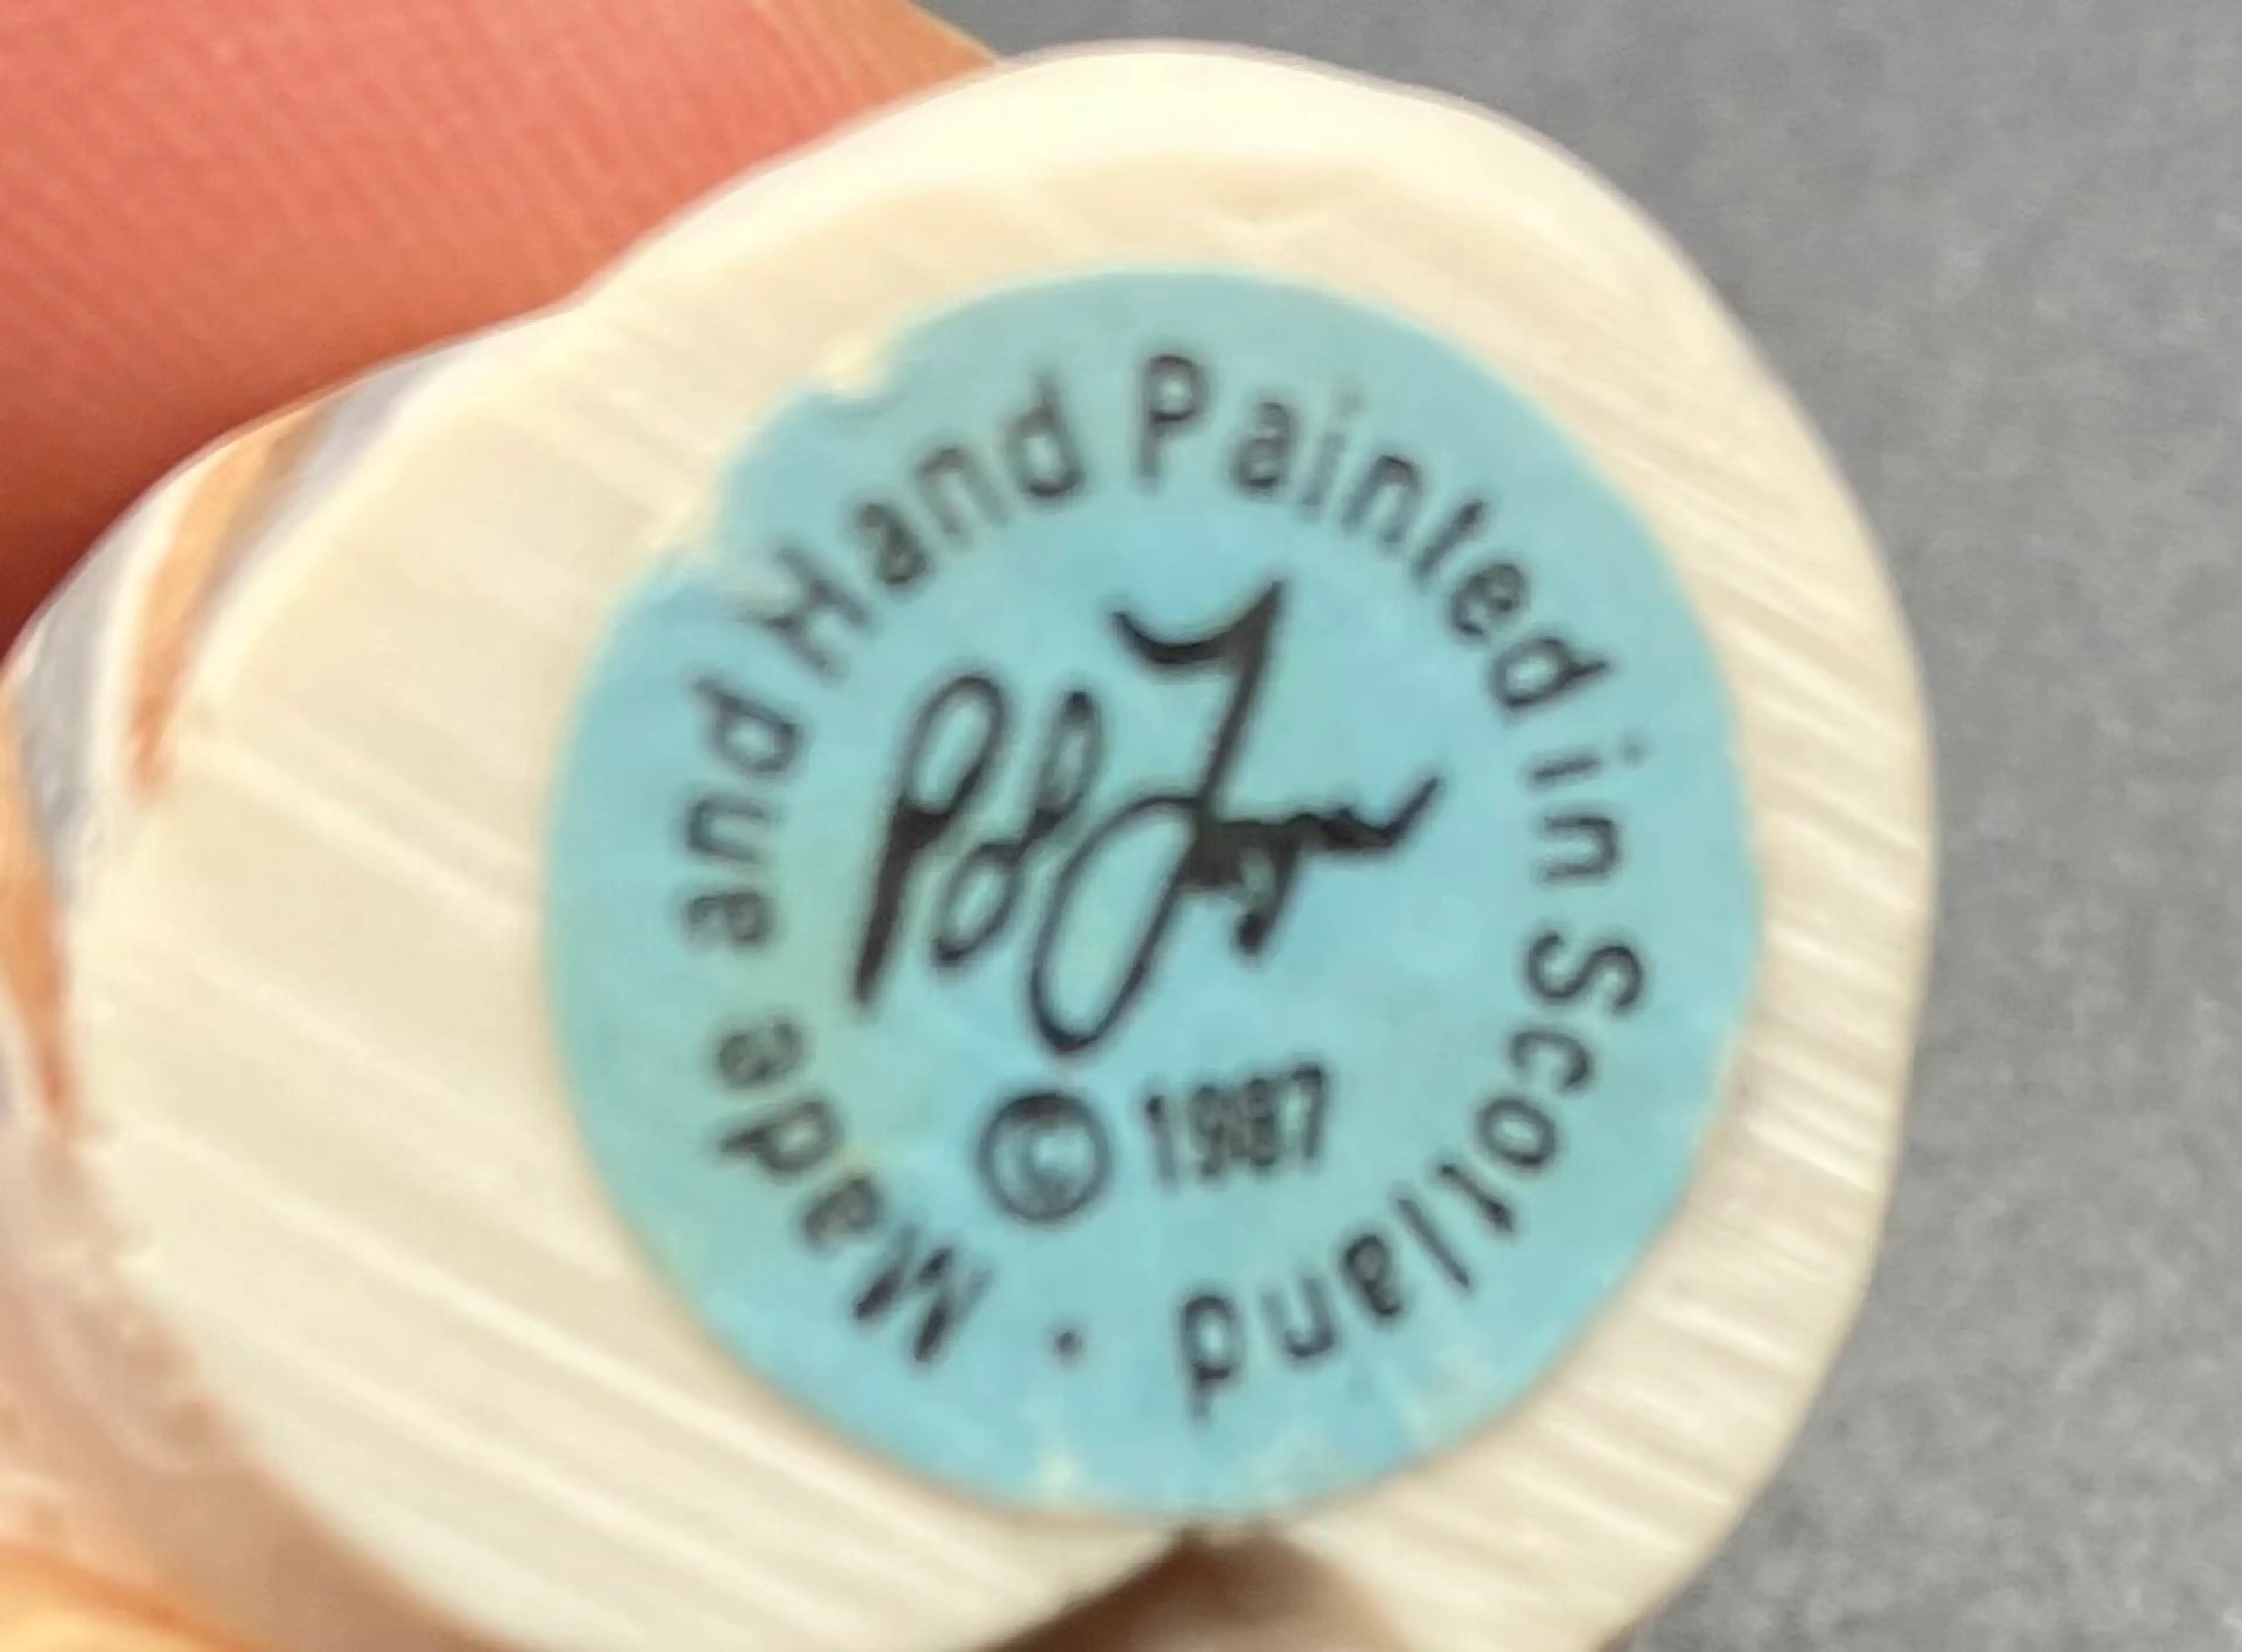 Made and Hand Painted in Scotland •
© 1987